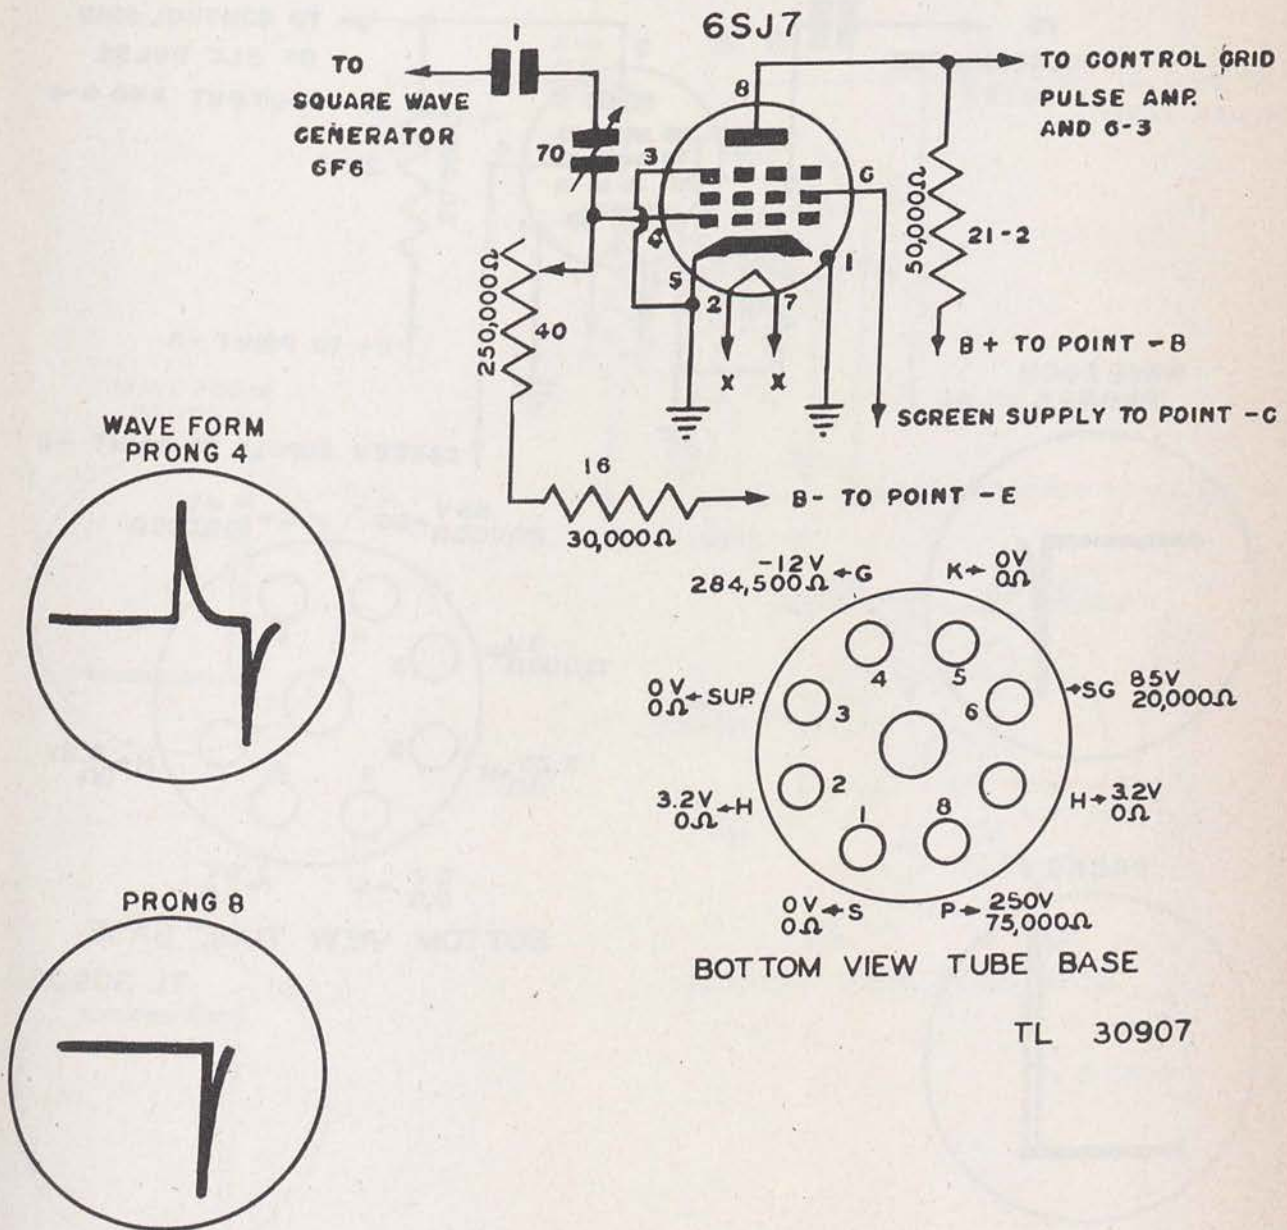 6SJ7
1
TO
SQUARE WAVE
GENERATOR
6F6
70
8
3
6
4
5
2
7
1
X
X
TO CONTROL GRID
PULSE AMP.
AND 6-3
50,000Ω
21-2
B+ TO POINT -B
SCREEN SUPPLY TO POINT -C
250,000Ω
40
16
30,000Ω
B- TO POINT -E
WAVE FORM
PRONG 4
PRONG 8
-12V
284,500Ω ←G
K→ 0V
0Ω
0V
0Ω ←SUP.
→SG 85V
20,000Ω
3.2V
0Ω ←H
H→ 3.2V
0Ω
0V
0Ω ←S
P→ 250V
75,000Ω
4
5
3
6
2
1
8
BOTTOM VIEW TUBE BASE
TL 30907